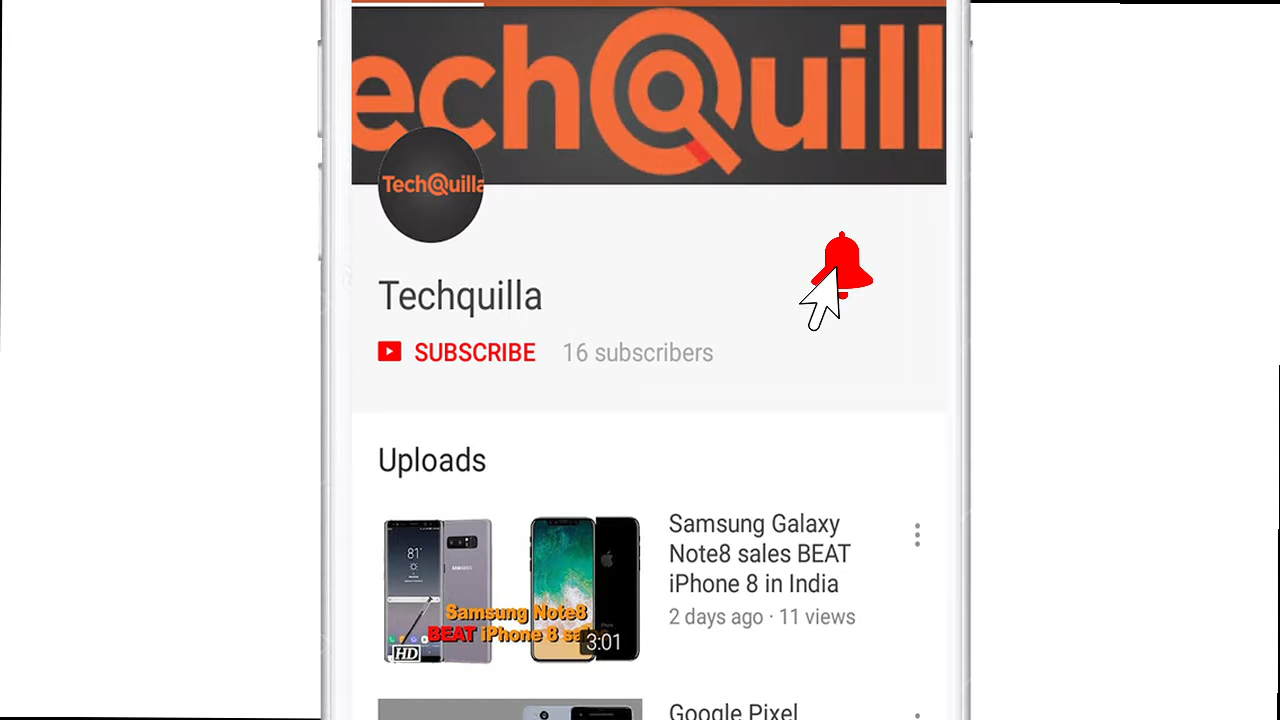 echQuill
TechQuilla
Techquilla
SUBSCRIBE 16 subscribers
Uploads
Samsung Galaxy
Note8 sales BEAT
iPhone 8 in India
2 days ago · 11 views
81°
SAMSUNG
Samsung Note8
BEAT iPhone 8 sa
3:01
HD
Google Pixel